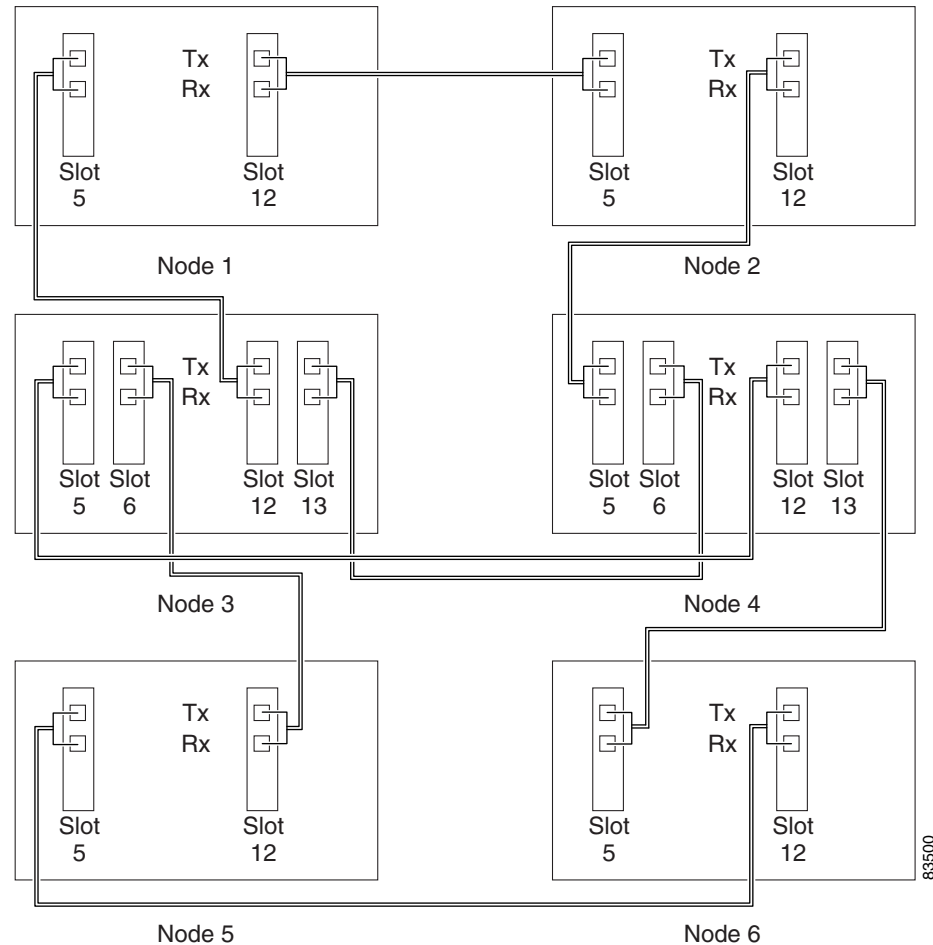 Tx Tx
Rx Rx
Slot Slot Slot Slot
5 12 5 12
Node 1 Node 2
Tx Tx
Rx Rx
Slot Slot Slot Slot Slot Slot Slot Slot
5 6 12 13 5 6 12 13
Node 3 Node 4
Tx Tx
Rx Rx
Slot Slot Slot Slot
5 12 5 12
83500
Node 5 Node 6